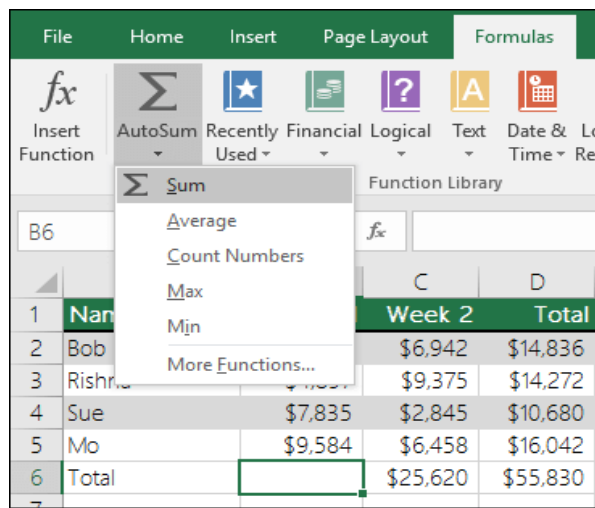 File Home Insert Page Layout Formulas
fx
Insert Function AutoSum Recently Used Financial Logical Text Date & Time
Function Library
Sum
Average
Count Numbers
Max
Min
More Functions...
B6 fx
C D
1 Week 2 Total
2 Bob $6,942 $14,836
3 $9,375 $14,272
4 Sue $7,835 $2,845 $10,680
5 Mo $9,584 $6,458 $16,042
6 Total $25,620 $55,830